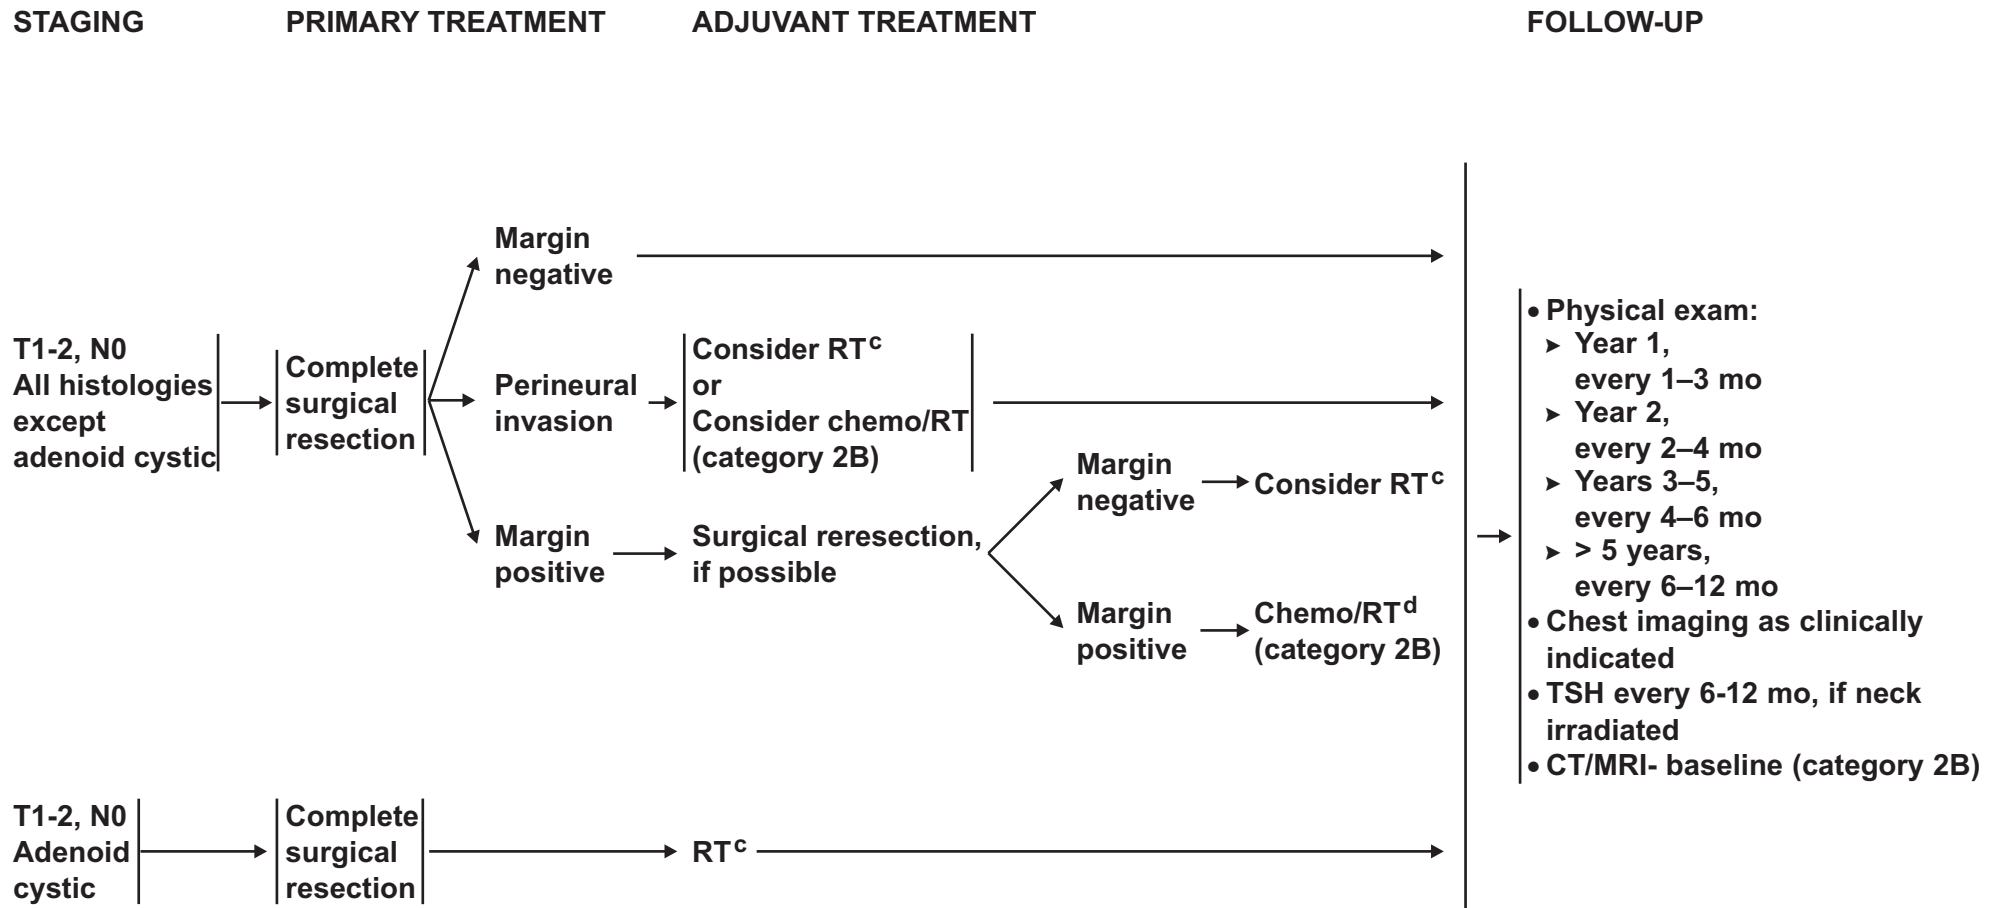 STAGING
PRIMARY TREATMENT
ADJUVANT TREATMENT
FOLLOW-UP
T1-2, N0
All histologies
except
adenoid cystic
Complete
surgical
resection
Margin
negative
Perineural
invasion
Consider RTᶜ
or
Consider chemo/RT
(category 2B)
Margin
positive
Surgical reresection,
if possible
Margin
negative
Consider RTᶜ
Margin
positive
Chemo/RTᵈ
(category 2B)
T1-2, N0
Adenoid
cystic
Complete
surgical
resection
RTᶜ
• Physical exam:
➤ Year 1,
every 1–3 mo
➤ Year 2,
every 2–4 mo
➤ Years 3–5,
every 4–6 mo
➤ > 5 years,
every 6–12 mo
• Chest imaging as clinically
indicated
• TSH every 6-12 mo, if neck
irradiated
• CT/MRI- baseline (category 2B)